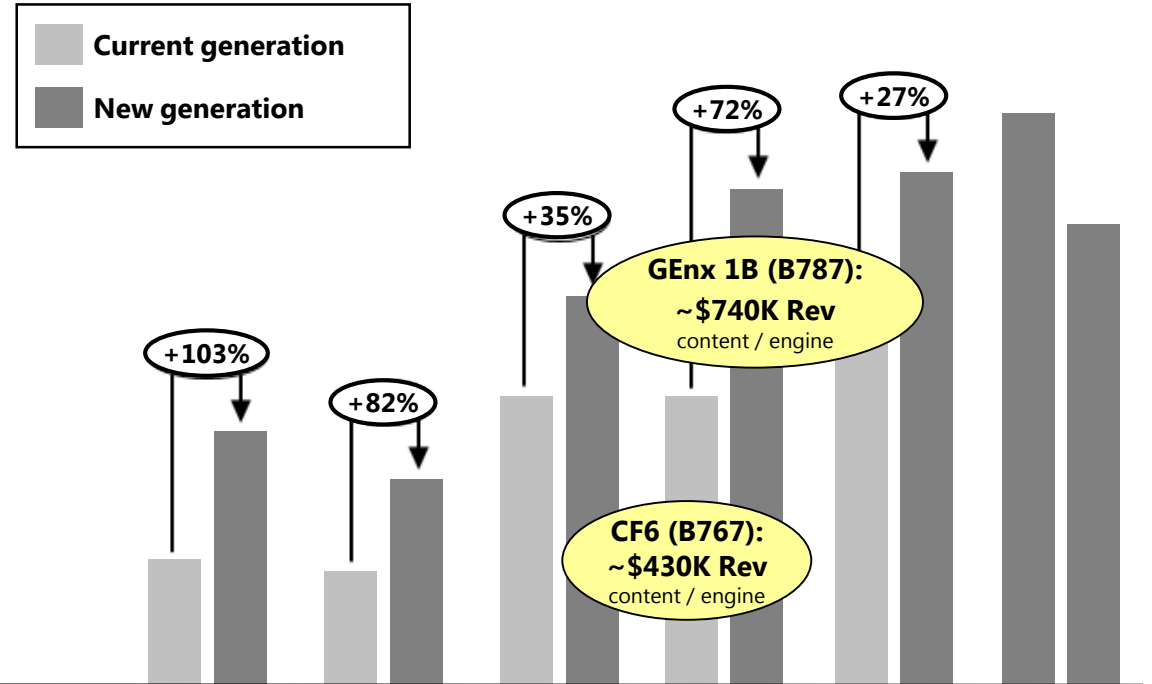 Current generation
New generation
+103%
+82%
+35%
+72%
+27%
GEnx 1B (B787):
~$740K Rev
content / engine
CF6 (B767):
~$430K Rev
content / engine